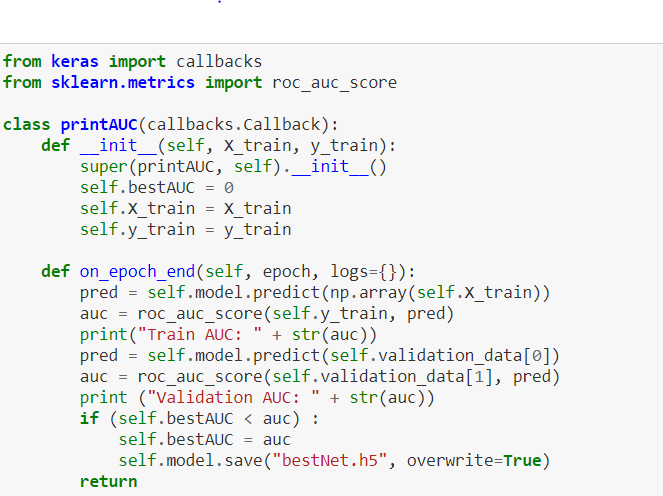 from keras import callbacks
from sklearn.metrics import roc_auc_score
class printAUC(callbacks.Callback):
    def __init__(self, X_train, y_train):
        super(printAUC, self).__init__()
        self.bestAUC = 0
        self.X_train = X_train
        self.y_train = y_train
    def on_epoch_end(self, epoch, logs={}):
        pred = self.model.predict(np.array(self.X_train))
        auc = roc_auc_score(self.y_train, pred)
        print("Train AUC: " + str(auc))
        pred = self.model.predict(self.validation_data[0])
        auc = roc_auc_score(self.validation_data[1], pred)
        print ("Validation AUC: " + str(auc))
        if (self.bestAUC < auc) :
            self.bestAUC = auc
            self.model.save("bestNet.h5", overwrite=True)
        return